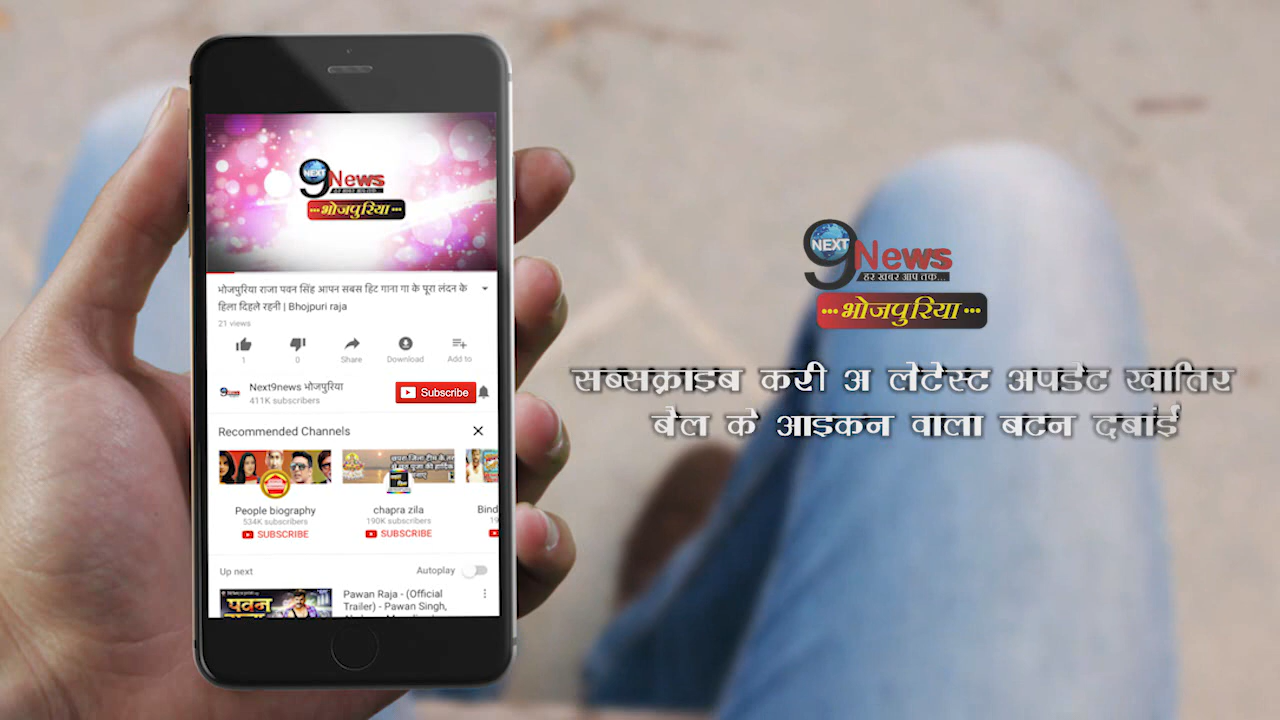 NEXT
9 News
हर खबर आप तक...
••• भोजपुरिया •••
भोजपुरिया राजा पवन सिंह आपन सबस हिट गाना गा के पूरा लंदन के
हिला दिहले रहनी | Bhojpuri raja
21 views
1
0
Share
Download
Add to
Next9news भोजपुरिया
411K subscribers
Subscribe
Recommended Channels
People biography
534K subscribers
SUBSCRIBE
chapra zila
190K subscribers
SUBSCRIBE
Bind
Up next
Autoplay
पवन
Pawan Raja - (Official
Trailer) - Pawan Singh,
NEXT
9 News
हर खबर आप तक...
••• भोजपुरिया •••
सब्सक्राइब करी अ लेटेस्ट अपडेट खातिर
बैल के आइकन वाला बटन दबाईं